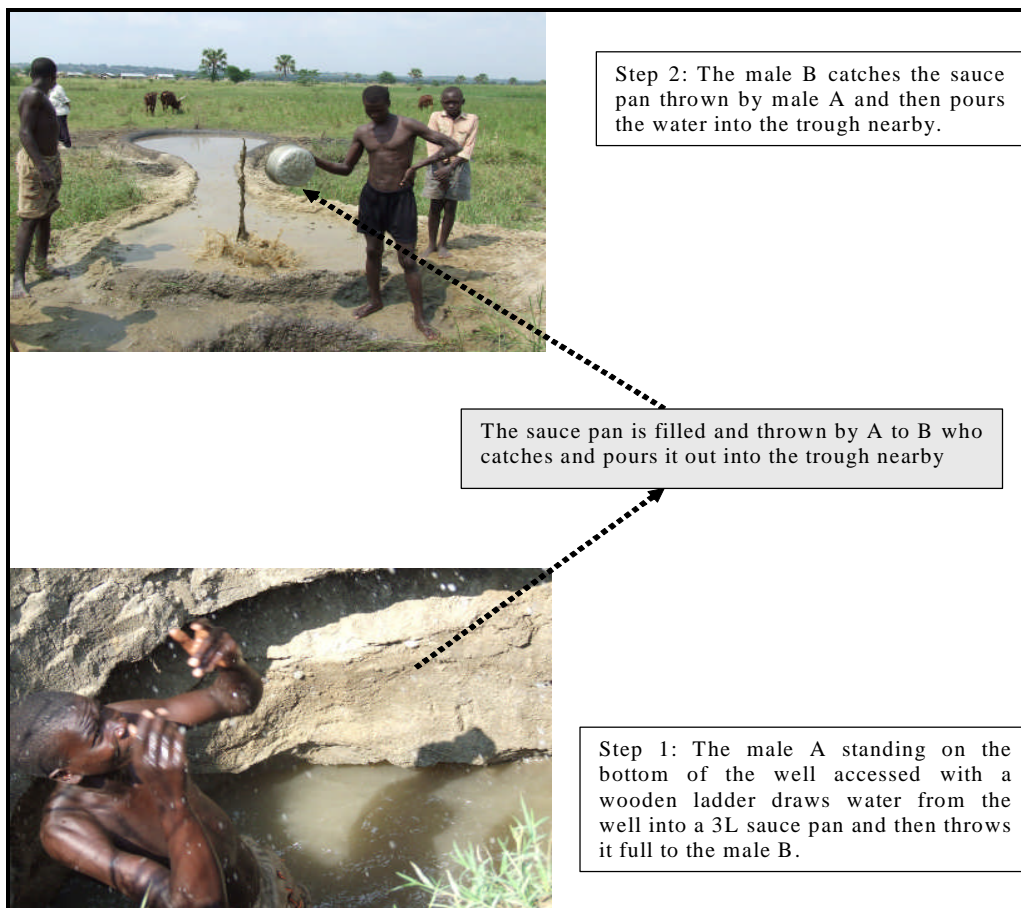 Step 2: The male B catches the sauce
pan thrown by male A and then pours
the water into the trough nearby.
The sauce pan is filled and thrown by A to B who
catches and pours it out into the trough nearby
Step 1: The male A standing on the
bottom of the well accessed with a
wooden ladder draws water from the
well into a 3L sauce pan and then throws
it full to the male B.